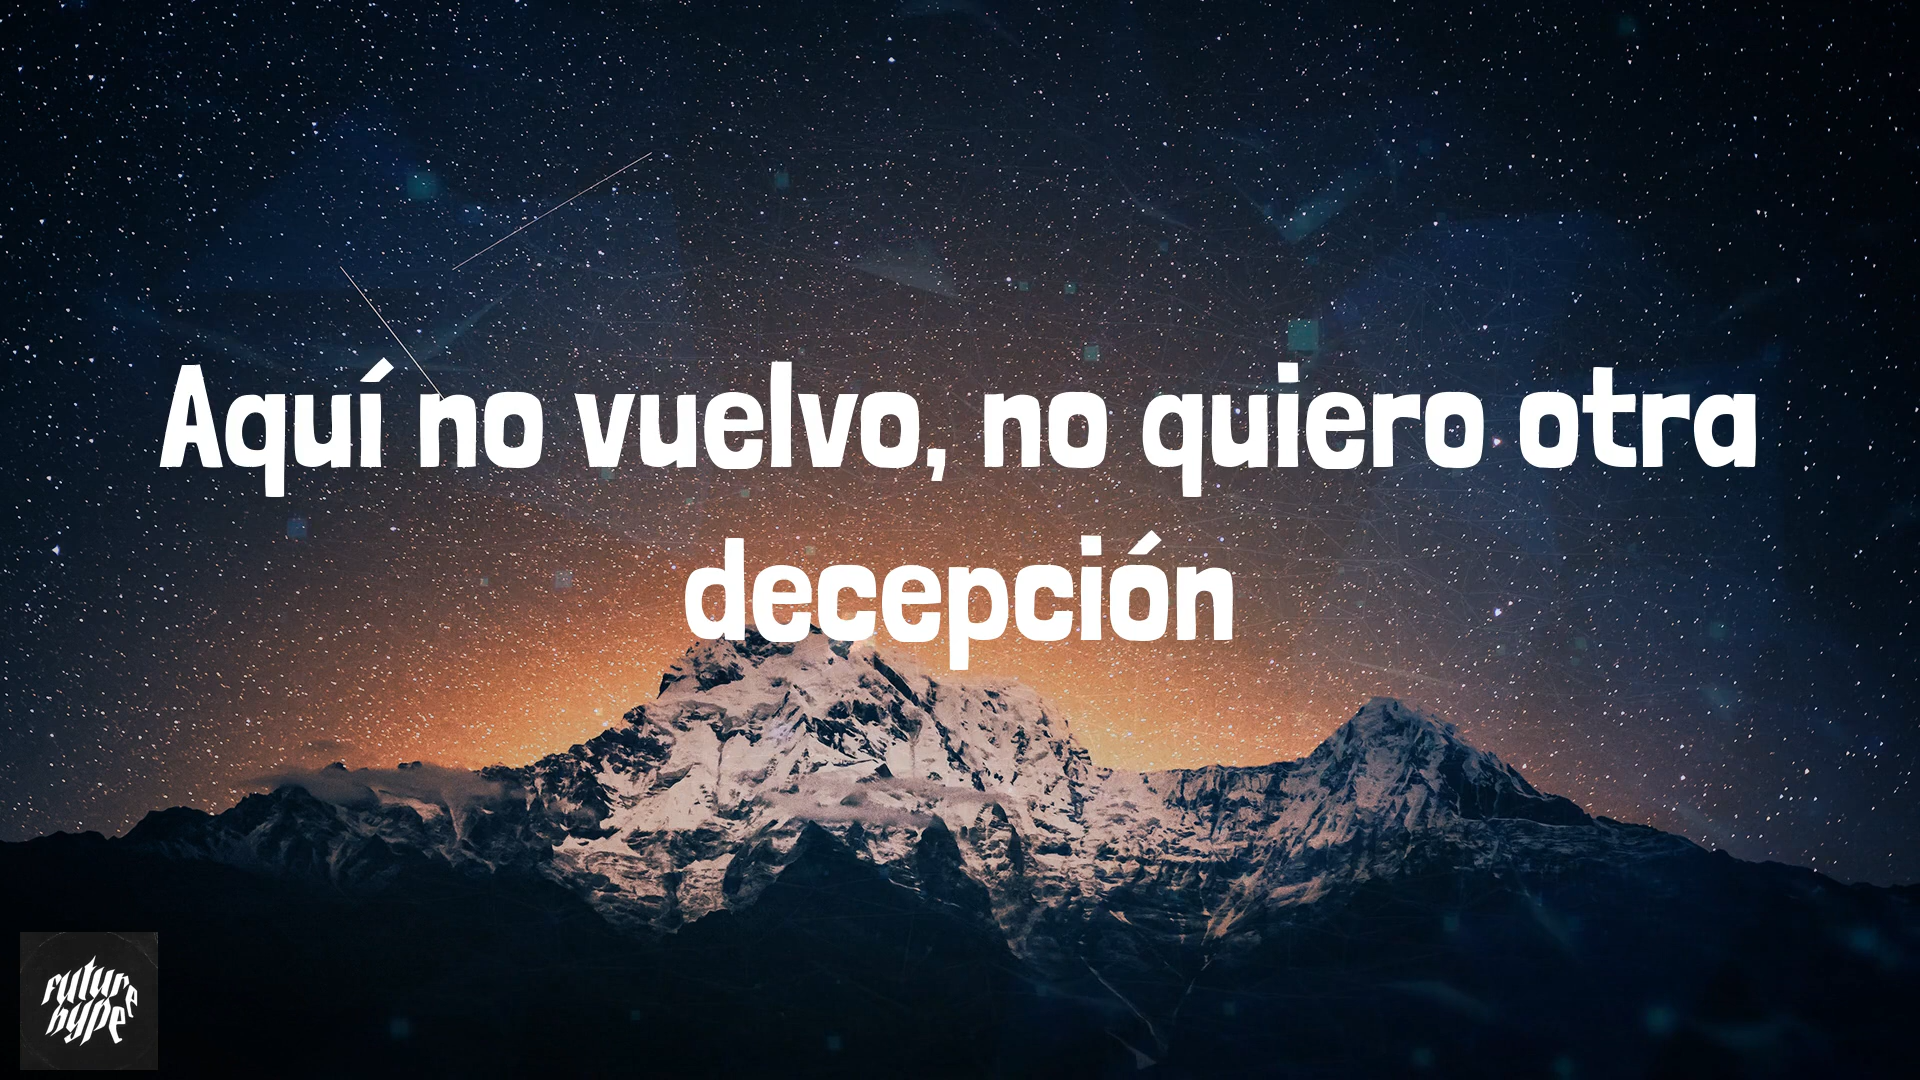 Aquí no vuelvo, no quiero otra
decepción
future
hype